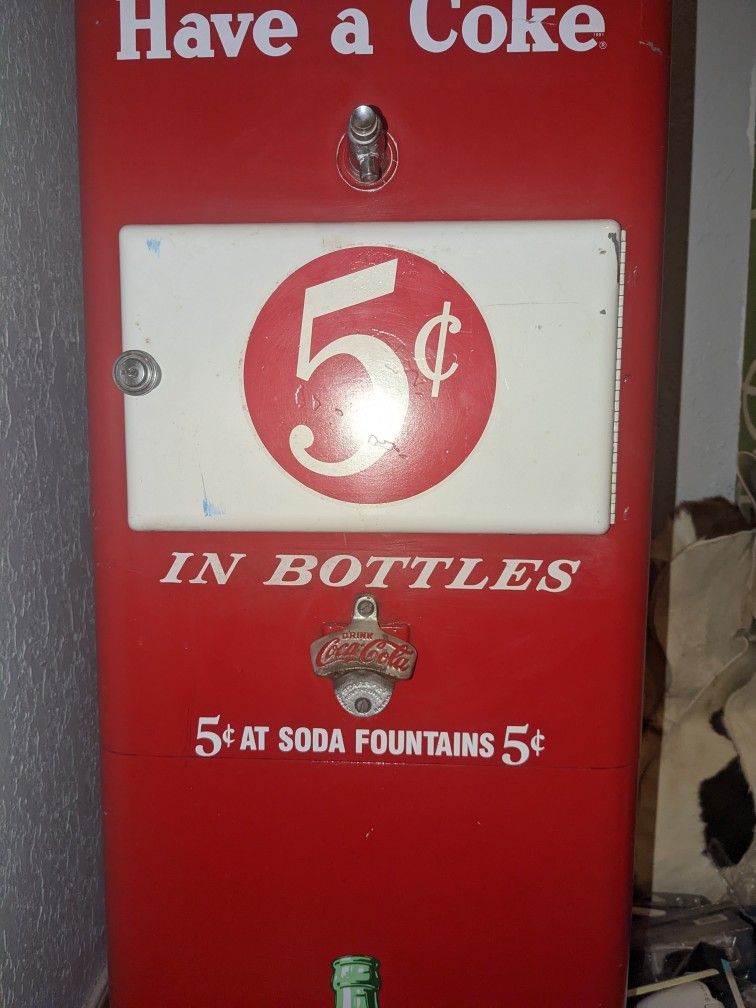 Have a Coke
5¢
IN BOTTLES
DRINK
Coca-Cola
5¢ AT SODA FOUNTAINS 5¢